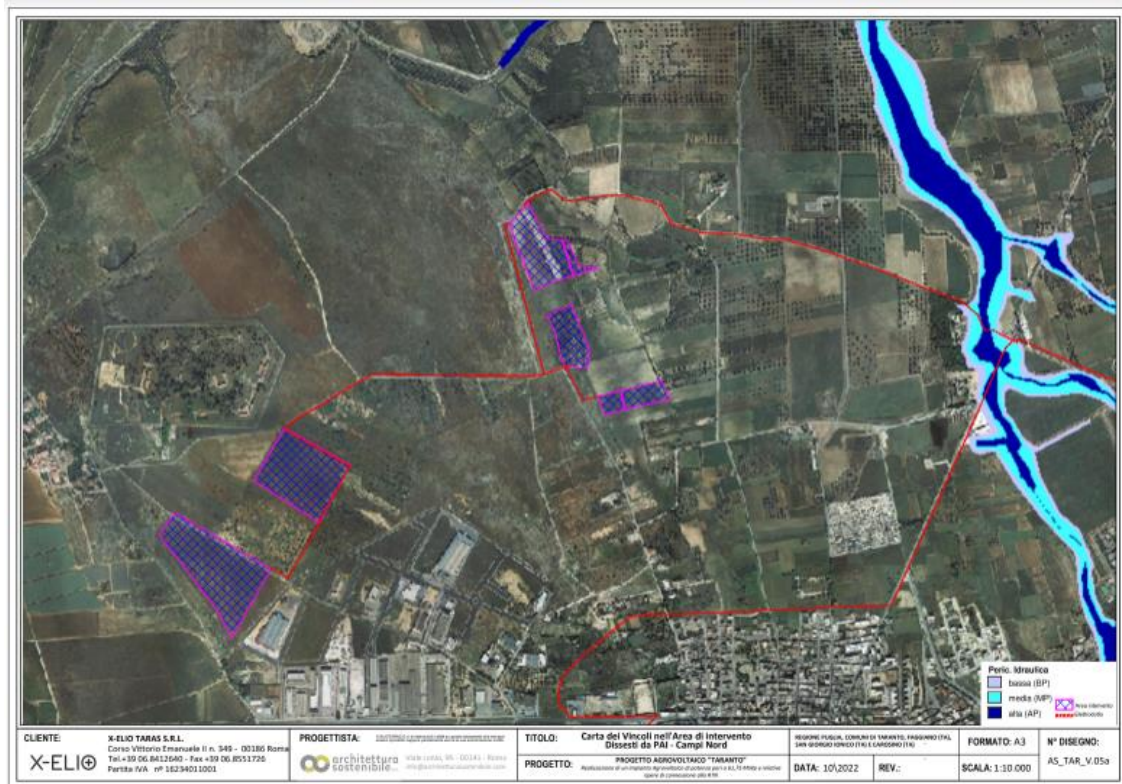 Peric. Idraulica
bassa (BP)
media (MP)
alta (AP)
Area intervento
Elettrodotto
CLIENTE:
X-ELIO
X-ELIO TARAS S.R.L.
Corso Vittorio Emanuele II n. 349 - 00186 Roma
Tel.+39 06.8412640 - Fax +39 06.8551726
Partita IVA n° 16234011001
PROGETTISTA:
architettura
sostenibile
TITOLO:
Carta dei Vincoli nell'Area di Intervento
Dissesti da PAI - Campi Nord
PROGETTO:
PROGETTO AGROVOLTAICO "TARANTO"
REGIONE PUGLIA, COMUNI DI TARANTO, FAGGIANO (TA),
SAN GIORGIO IONICO (TA) E CAROSINO (TA)
DATA: 10\2022
REV.:
FORMATO: A3
SCALA: 1:10.000
N° DISEGNO:
AS_TAR_V.05a